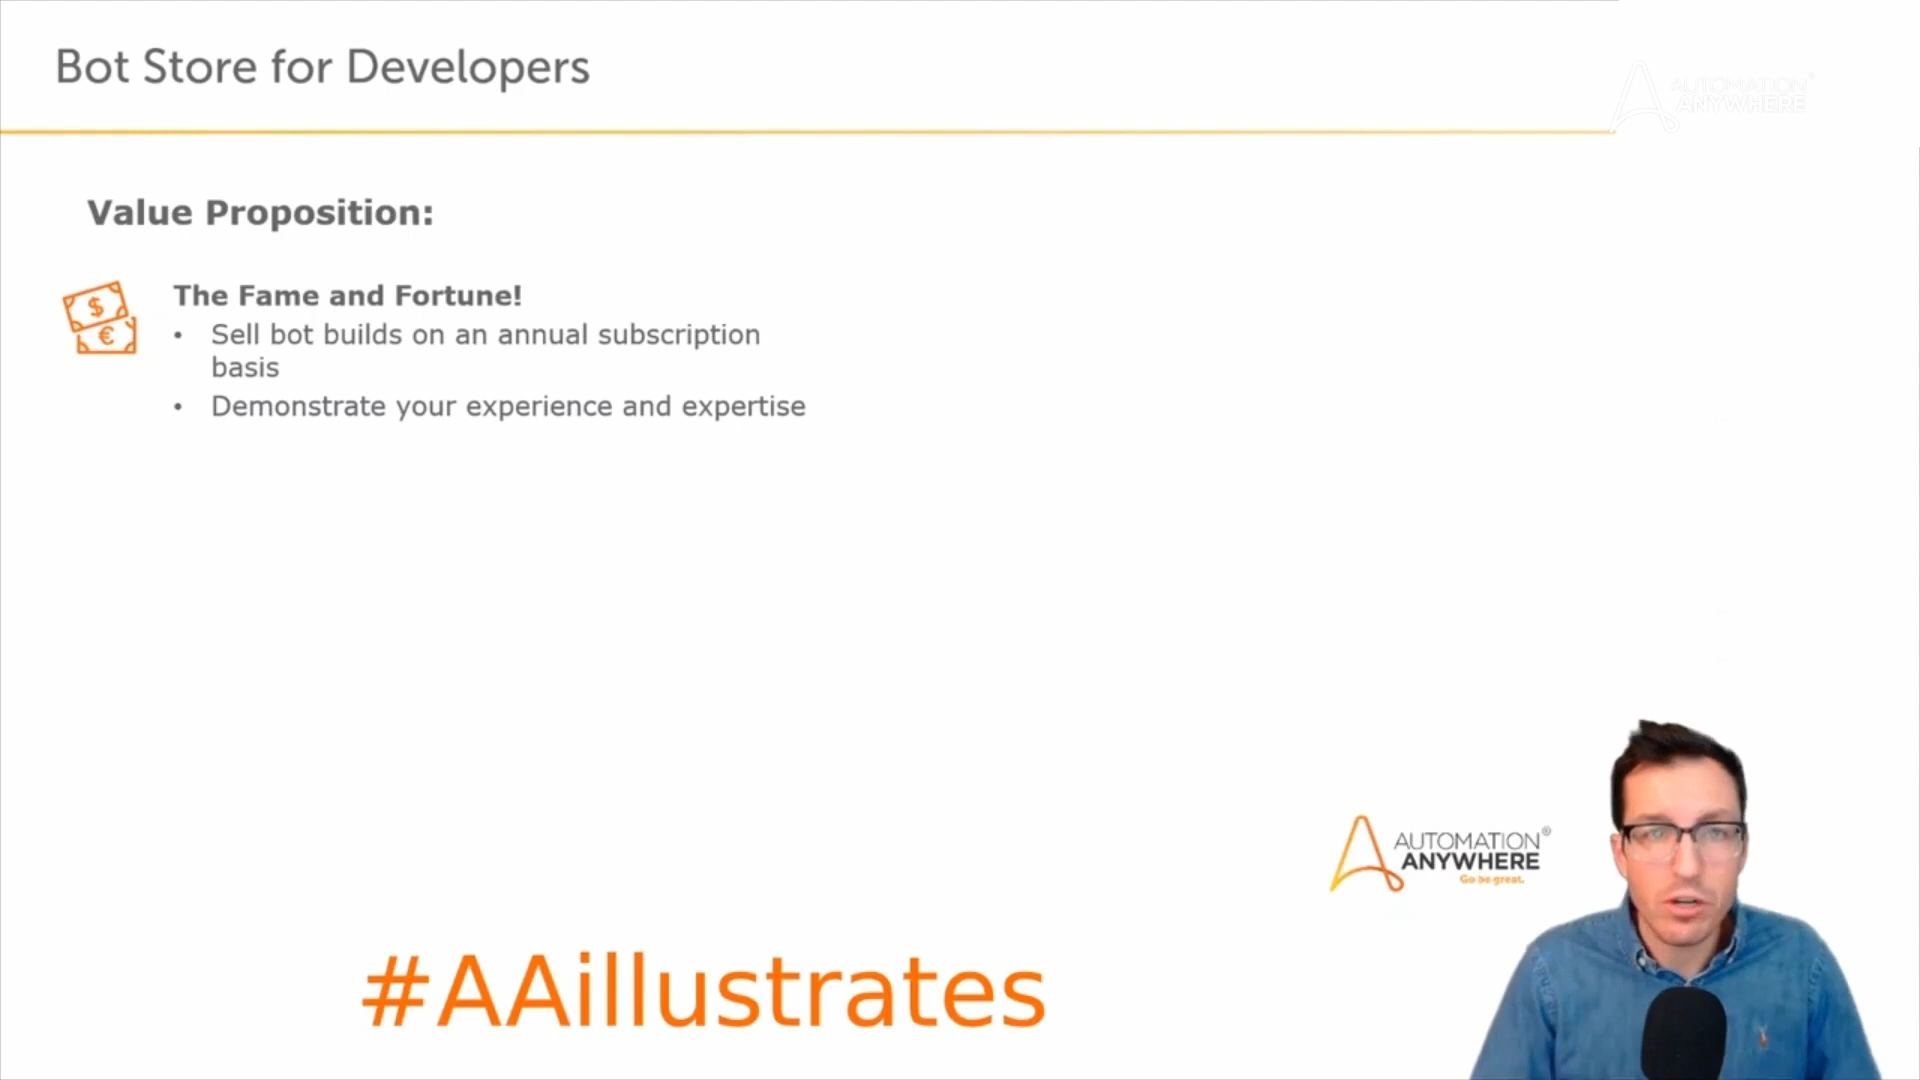 Bot Store for Developers
AUTOMATION
ANYWHERE
Value Proposition:
The Fame and Fortune!
• Sell bot builds on an annual subscription
basis
• Demonstrate your experience and expertise
$
€
AUTOMATION®
ANYWHERE
Go be great.
#AAillustrates